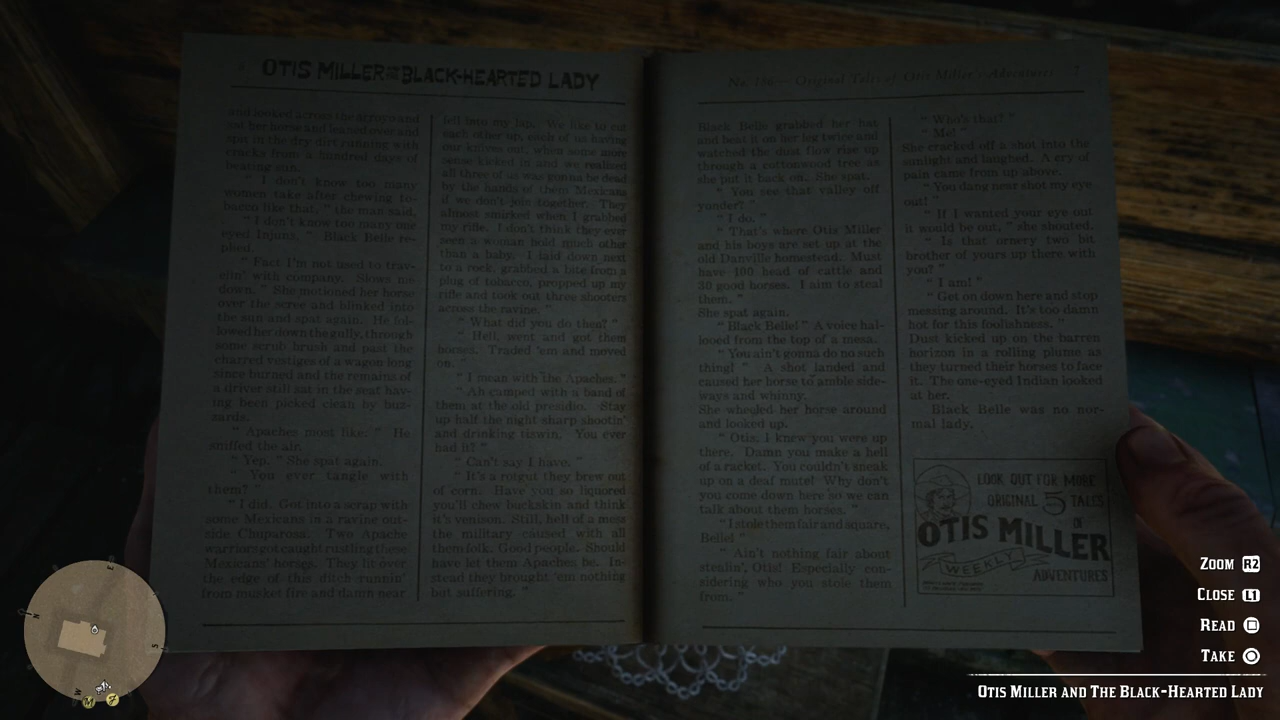 OTIS MILLER AND THE BLACK-HEARTED LADY
and looked across the arroyo and
sat her horse and leaned over and
spat in the dry dirt running with
cracks from a hundred days of
beating sun.
" I don't know too many
women take after chewing to-
bacco like that, " the man said.
" I don't know too many one
eyed Injuns. " Black Belle re-
plied.
" Fact I'm not used to trav-
elin' with company. Slows me
down. " She motioned her horse
over the scree and blinked into
the sun and spat again. He fol-
lowed her down the gully, through
some scrub brush and past the
charred vestiges of a wagon long
since burned and the remains of
a driver still sat in the seat hav-
ing been picked clean by buz-
zards.
" Apaches most like. " He
sniffed the air.
" Yep. " She spat again.
" You ever tangle with
them? "
" I did. Got into a scrap with
some Mexicans in a ravine out-
side Chuparosa. Two Apache
warriors got caught rustling these
Mexicans' horses. They lit over
the edge of this ditch runnin'
from musket fire and damn near
fell into my lap. We like to cut
each other up, each of us having
our knives out, when some more
sense kicked in and we realised
all three of us was gonna be dead
by the hands of them Mexicans
if we don't join together. They
almost smirked when I grabbed
my rifle. I don't think they ever
seen a woman hold much other
than a baby. I laid down next
to a rock, grabbed a bite from a
plug of tobacco, propped up my
rifle and took out three shooters
across the ravine. "
" What did you do then? "
" Hell, went and got them
horses. Traded 'em and moved
on. "
" I mean with the Apaches. "
" Ah camped with a band of
them at the old presidio. Stay
up half the night sharp shootin'
and drinking tiswin. You ever
had it? "
" Can't say I have. "
" It's a rotgut they brew out
of corn. Have you so liquored
you'll chew buckskin and think
it's venison. Still, hell of a mess
the military caused with all
them folk. Good people. Should
have let them Apaches be. In-
stead they brought 'em nothing
but suffering. "
No. 196 — Original Tales of Otis Miller's Adventures 2
Black Belle grabbed her hat
and beat it on her leg twice and
watched the dust flow rise up
through a cottonwood tree as
she put it back on. She spat.
" You see that valley off
yonder? "
" I do. "
" That's where Otis Miller
and his boys are set up at the
old Danville homestead. Must
have 100 head of cattle and
30 good horses. I aim to steal
them. "
She spat again.
" Black Belle! " A voice hal-
looed from the top of a mesa.
" You ain't gonna do no such
thing! " A shot landed and
caused her horse to amble side-
ways and whinny.
She wheeled her horse around
and looked up.
" Otis, I knew you were up
there. Damn you make a hell
of a racket. You couldn't sneak
up on a deaf mute! Why don't
you come down here so we can
talk about them horses. "
" I stole them fair and square,
Belle! "
" Ain't nothing fair about
stealin', Otis! Especially con-
sidering who you stole them
from. "
" Who's that? "
" Me! "
She cracked off a shot into the
sunlight and laughed. A cry of
pain came from up above.
" You dang near shot my eye
out! "
" If I wanted your eye out
it would be out, " she shouted.
" Is that ornery two bit
brother of yours up there with
you? "
" I am! "
" Get on down here and stop
messing around. It's too damn
hot for this foolishness. "
Dust kicked up on the barren
horizon in a rolling plume as
they turned their horses to face
it. The one-eyed Indian looked
at her.
Black Belle was no nor-
mal lady.
LOOK OUT FOR MORE
ORIGINAL 5 TALES
OF
OTIS MILLER
WEEKLY
ADVENTURES
ZOOM R2
CLOSE L1
READ
TAKE
OTIS MILLER AND THE BLACK-HEARTED LADY
N
E
S
W